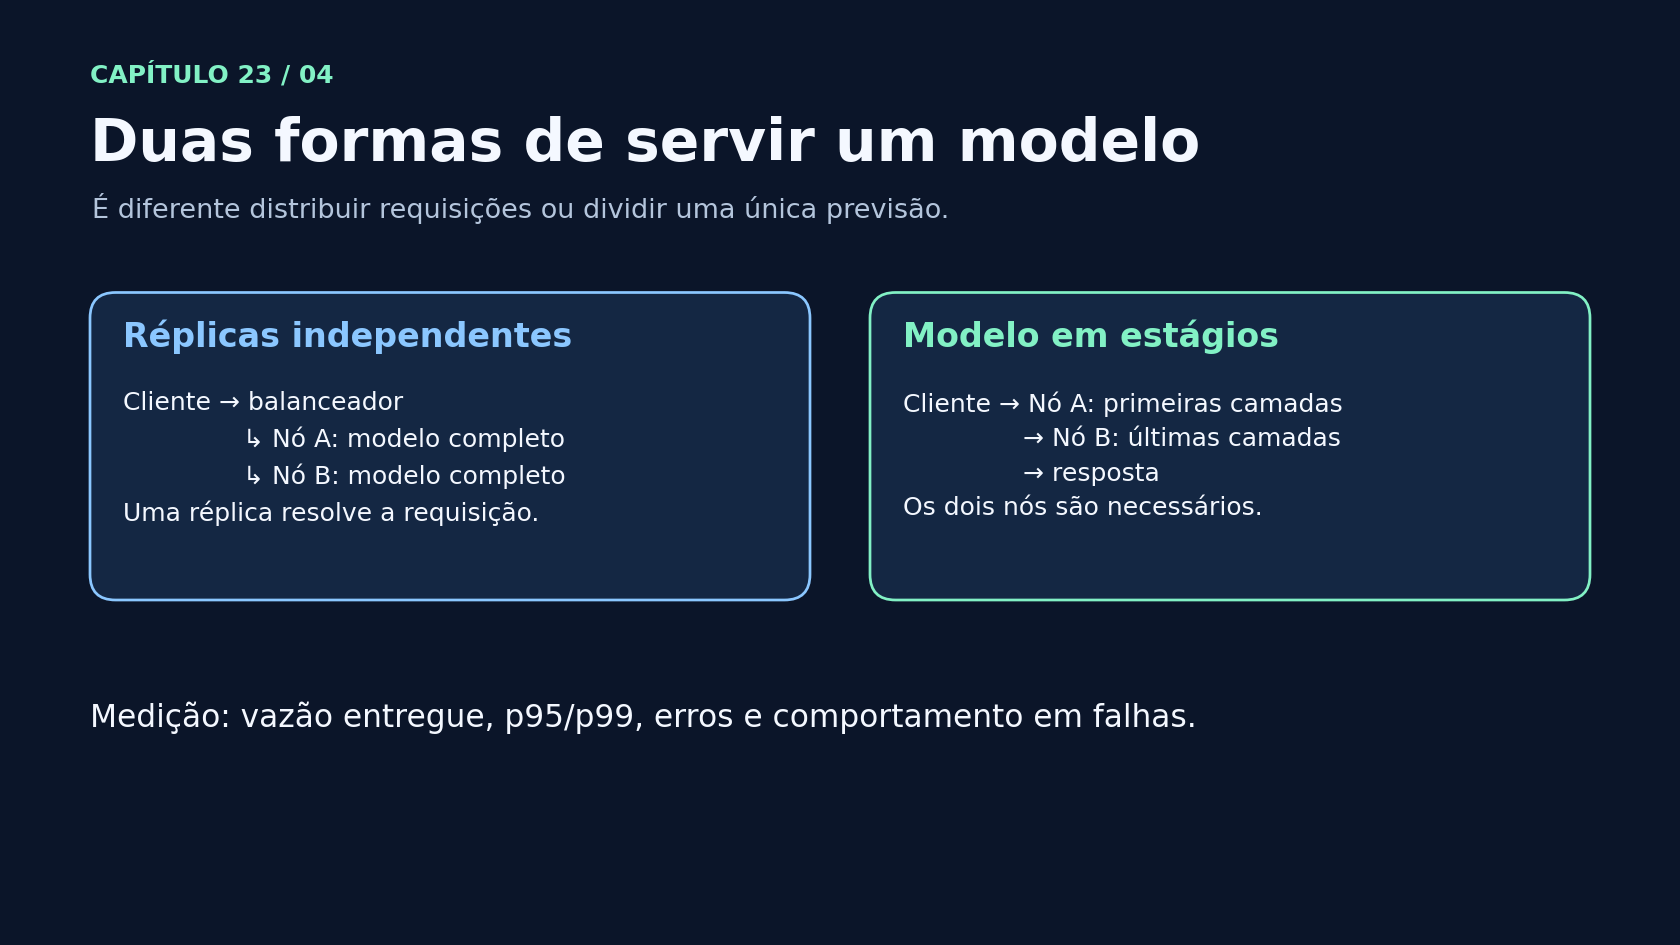 CAPÍTULO 23 / 04
Duas formas de servir um modelo
É diferente distribuir requisições ou dividir uma única previsão.
Réplicas independentes
Cliente → balanceador
↳ Nó A: modelo completo
↳ Nó B: modelo completo
Uma réplica resolve a requisição.
Modelo em estágios
Cliente → Nó A: primeiras camadas
→ Nó B: últimas camadas
→ resposta
Os dois nós são necessários.
Medição: vazão entregue, p95/p99, erros e comportamento em falhas.